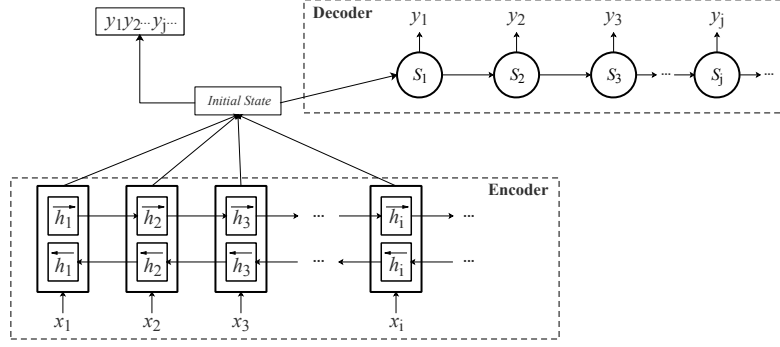 Decoder
y₁y₂···yⱼ···
y₁ y₂ y₃ yⱼ
S₁ S₂ S₃ ··· Sⱼ ···
Initial State
Encoder
h₁ h₂ h₃ ··· hᵢ ···
h₁ h₂ h₃ ··· hᵢ ···
x₁ x₂ x₃ xᵢ